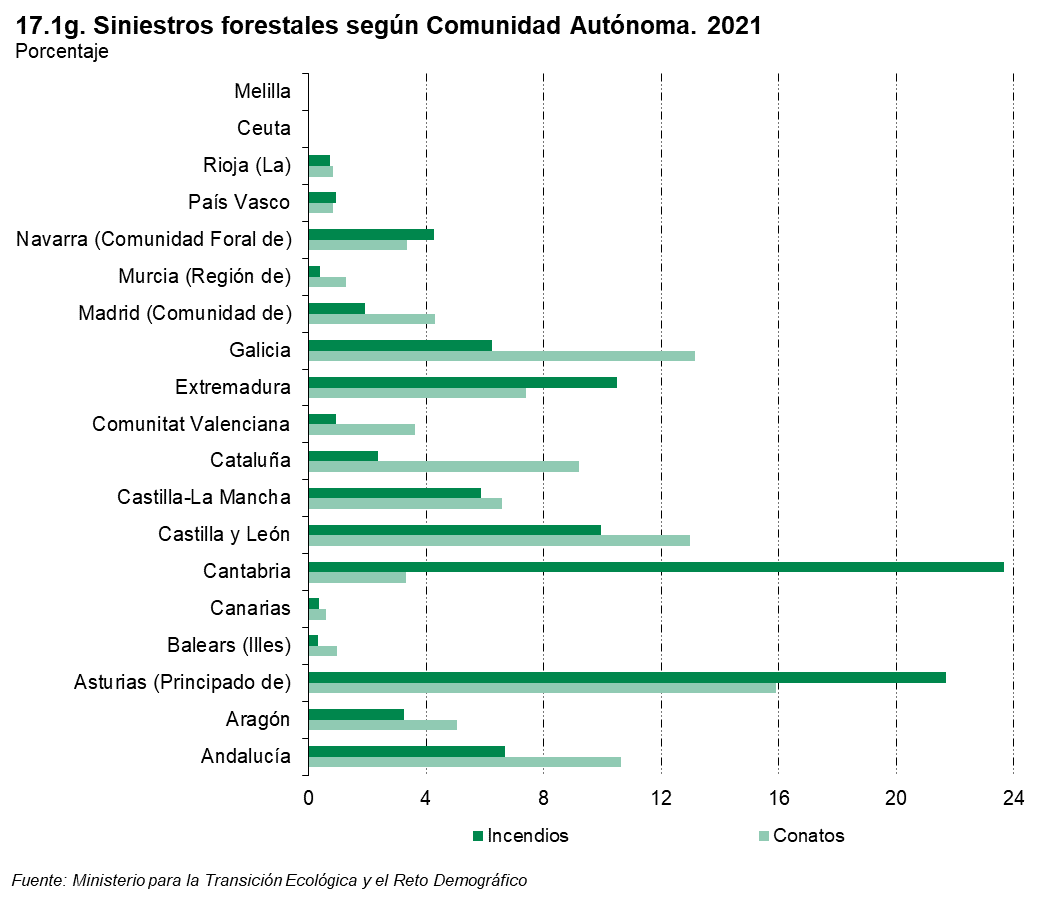 17.1g. Siniestros forestales según Comunidad Autónoma. 2021
Porcentaje
Melilla
Ceuta
Rioja (La)
País Vasco
Navarra (Comunidad Foral de)
Murcia (Región de)
Madrid (Comunidad de)
Galicia
Extremadura
Comunitat Valenciana
Cataluña
Castilla-La Mancha
Castilla y León
Cantabria
Canarias
Balears (Illes)
Asturias (Principado de)
Aragón
Andalucía
0 4 8 12 16 20 24
Incendios Conatos
Fuente: Ministerio para la Transición Ecológica y el Reto Demográfico